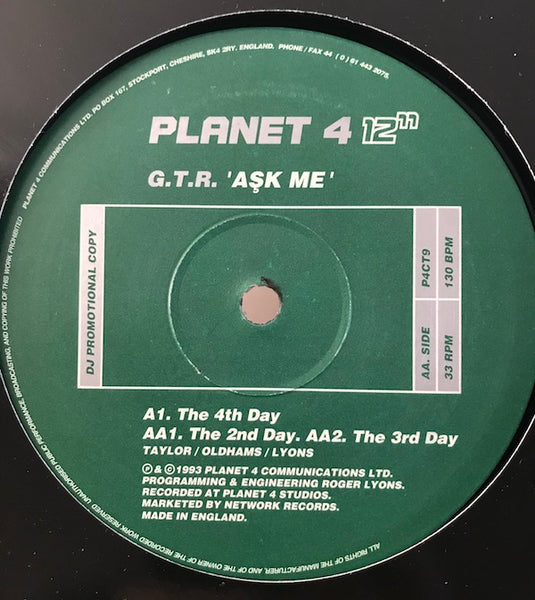 PLANET 4 COMMUNICATIONS LTD. PO BOX 167, STOCKPORT, CHESHIRE, SK4 2RY. ENGLAND. PHONE / FAX 44 ( 0 ) 61 443 2075.
PLANET 4 12"
G.T.R. 'AŞK ME'
DJ PROMOTIONAL COPY
P4CT9
130 BPM
AA. SIDE
33 RPM
A1. The 4th Day
AA1. The 2nd Day. AA2. The 3rd Day
TAYLOR / OLDHAMS / LYONS
Ⓟ & © 1993 PLANET 4 COMMUNICATIONS LTD.
PROGRAMMING & ENGINEERING ROGER LYONS.
RECORDED AT PLANET 4 STUDIOS.
MARKETED BY NETWORK RECORDS.
MADE IN ENGLAND.
ALL RIGHTS OF THE MANUFACTURER, AND OF THE OWNER OF THE RECORDED WORK RESERVED UNAUTHORISED PUBLIC PERFORMANCE, BROADCASTING, AND COPYING OF THIS WORK PROHIBITED